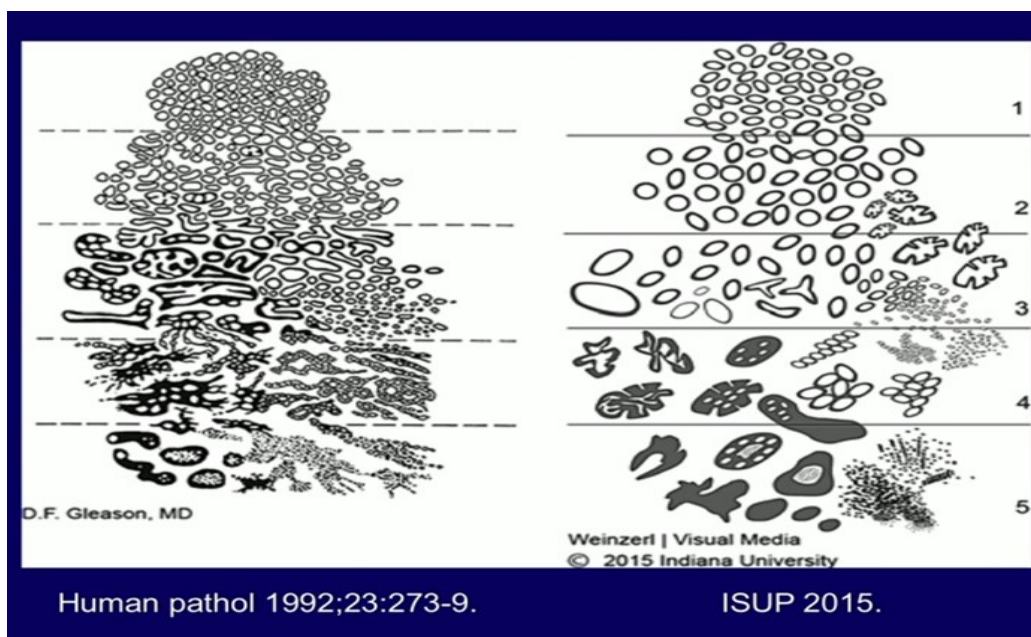 1
2
3
4
5
D.F. Gleason, MD
Weinzerl | Visual Media
© 2015 Indiana University
Human pathol 1992;23:273-9.
ISUP 2015.